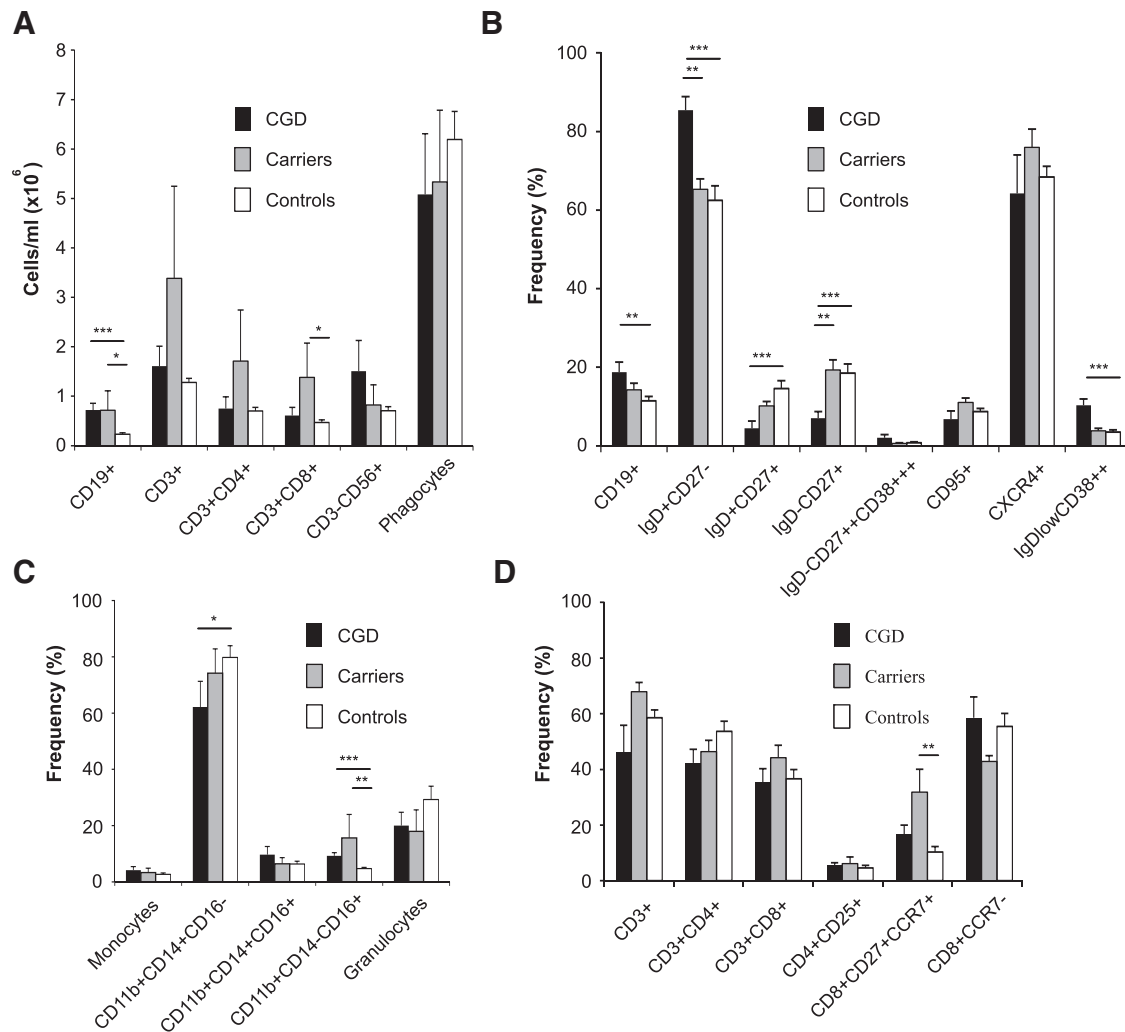 A
Cells/ml (x10⁶)
8
7
6
5
4
3
2
1
0
CGD
Carriers
Controls
***
*
*
CD19+
CD3+
CD3+CD4+
CD3+CD8+
CD3-CD56+
Phagocytes
B
Frequency (%)
100
80
60
40
20
0
CGD
Carriers
Controls
**
***
**
***
***
**
***
CD19+
IgD+CD27-
IgD+CD27+
IgD-CD27+
IgD-CD27++CD38+++
CD95+
CXCR4+
IgDlowCD38++
C
Frequency (%)
100
80
60
40
20
0
CGD
Carriers
Controls
*
***
**
Monocytes
CD11b+CD14+CD16-
CD11b+CD14+CD16+
CD11b+CD14-CD16+
Granulocytes
D
Frequency (%)
100
80
60
40
20
0
CGD
Carriers
Controls
**
CD3+
CD3+CD4+
CD3+CD8+
CD4+CD25+
CD8+CD27+CCR7+
CD8+CCR7-